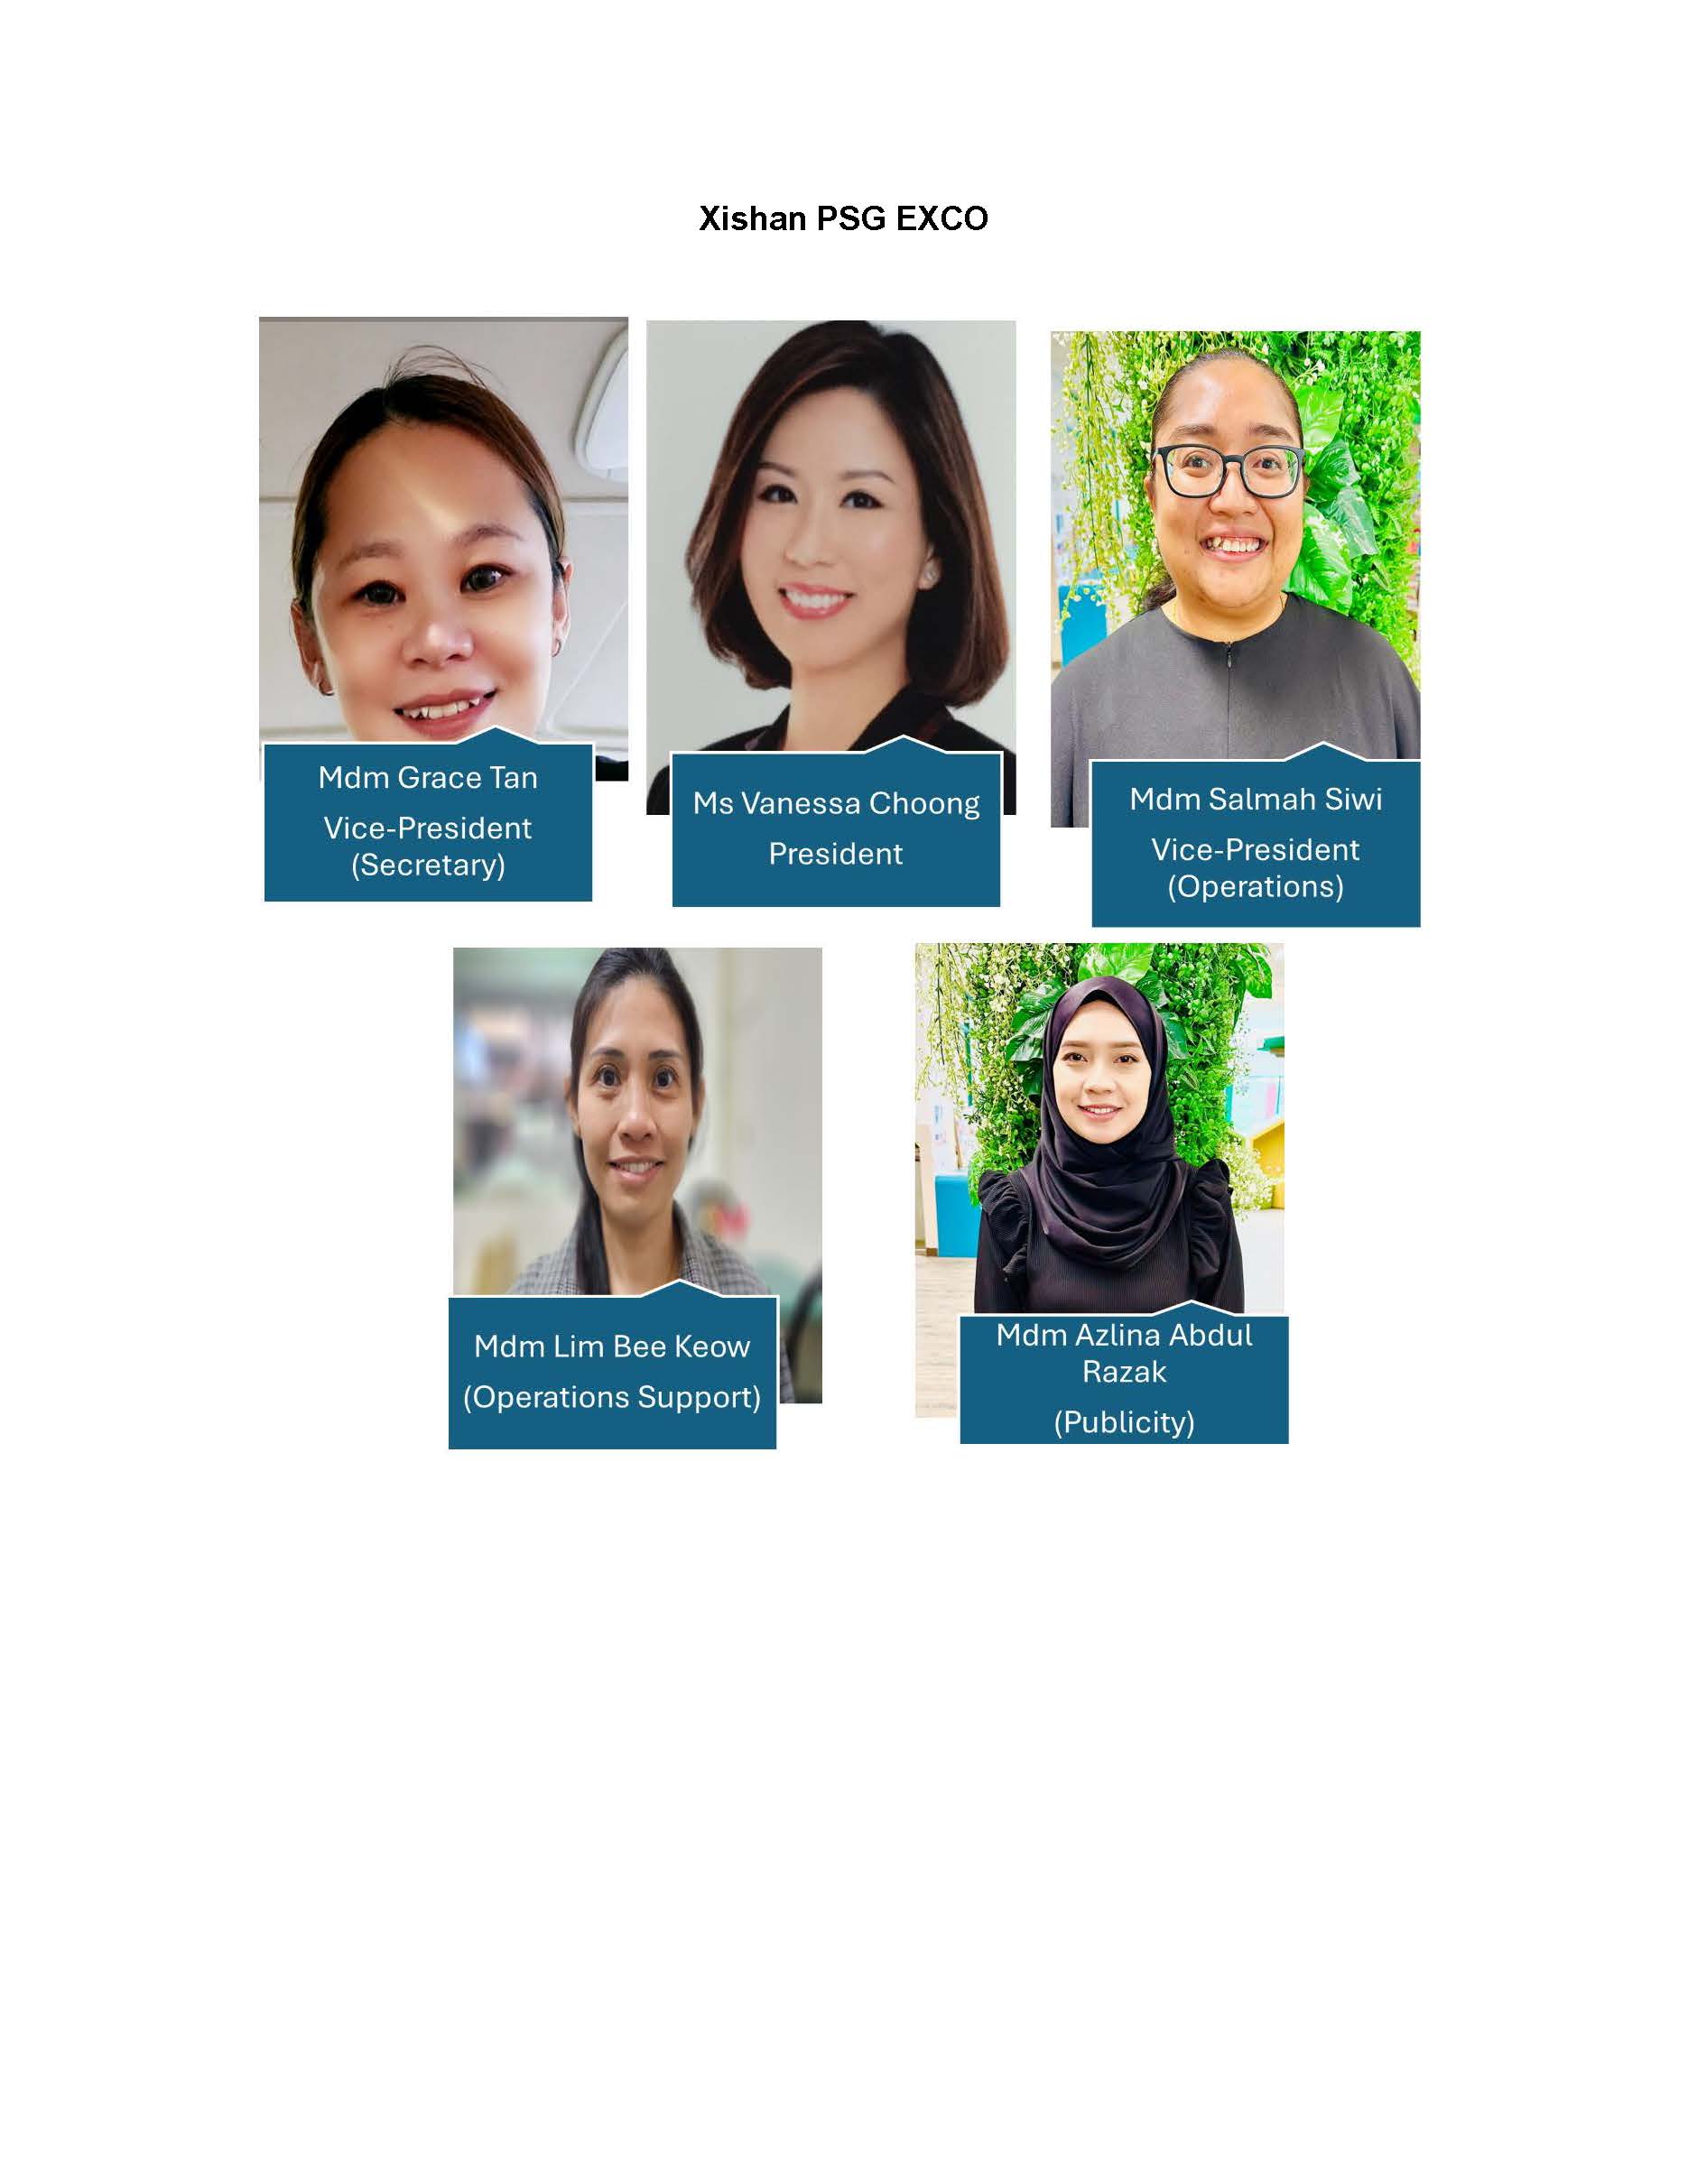 Xishan PSG EXCO
Mdm Grace Tan
Vice-President
(Secretary)
Ms Vanessa Choong
President
Mdm Salmah Siwi
Vice-President
(Operations)
Mdm Lim Bee Keow
(Operations Support)
Mdm Azlina Abdul
Razak
(Publicity)